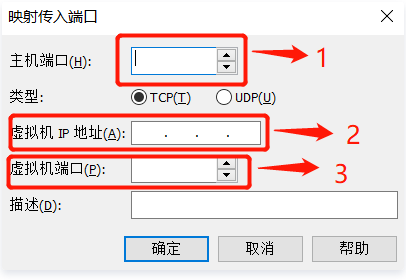 映射传入端口
主机端口(H):
1
类型: TCP(T) UDP(U)
虚拟机 IP 地址(A): . . .
2
虚拟机端口(P):
3
描述(D):
确定 取消 帮助